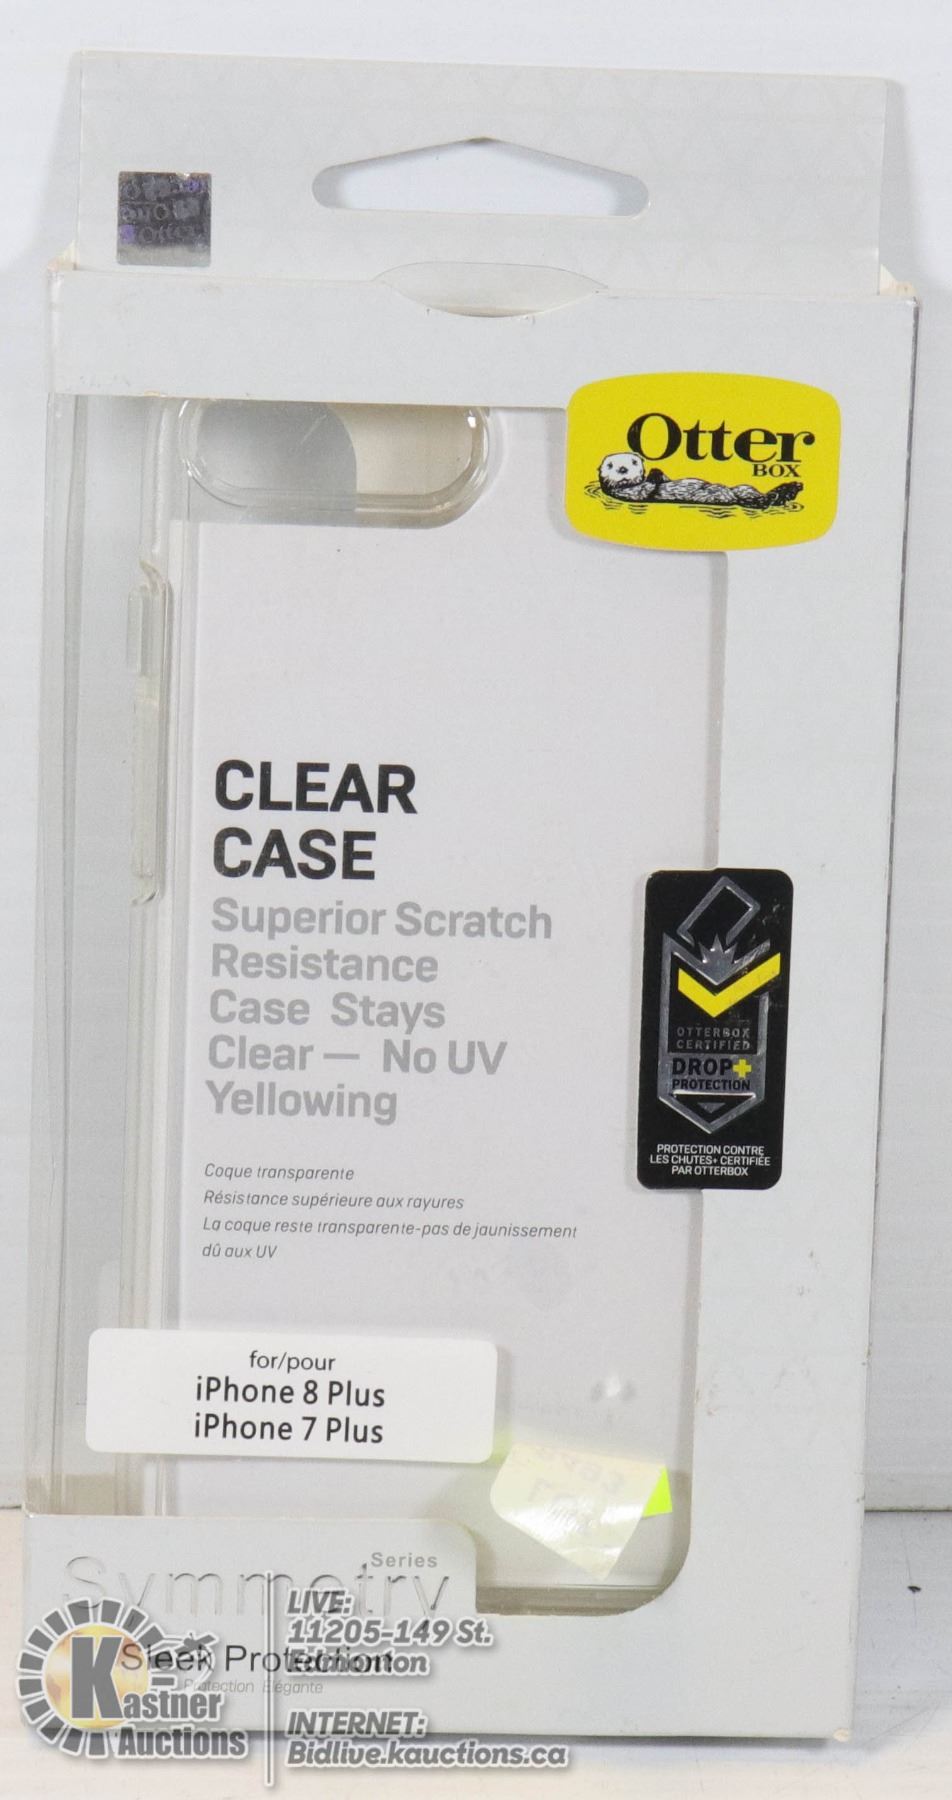 Otter
BOX
CLEAR
CASE
Superior Scratch
Resistance
Case Stays
Clear — No UV
Yellowing
Coque transparente
Résistance supérieure aux rayures
La coque reste transparente-pas de jaunissement
dû aux UV
OTTERBOX
CERTIFIED
DROP+
PROTECTION
PROTECTION CONTRE
LES CHUTES+ CERTIFIÉE
PAR OTTERBOX
for/pour
iPhone 8 Plus
iPhone 7 Plus
Series
Symmetry
Sleek Protection
Protection Élégante
Kastner
Auctions
LIVE:
11205-149 St.
Edmonton
INTERNET:
Bidlive.kauctions.ca